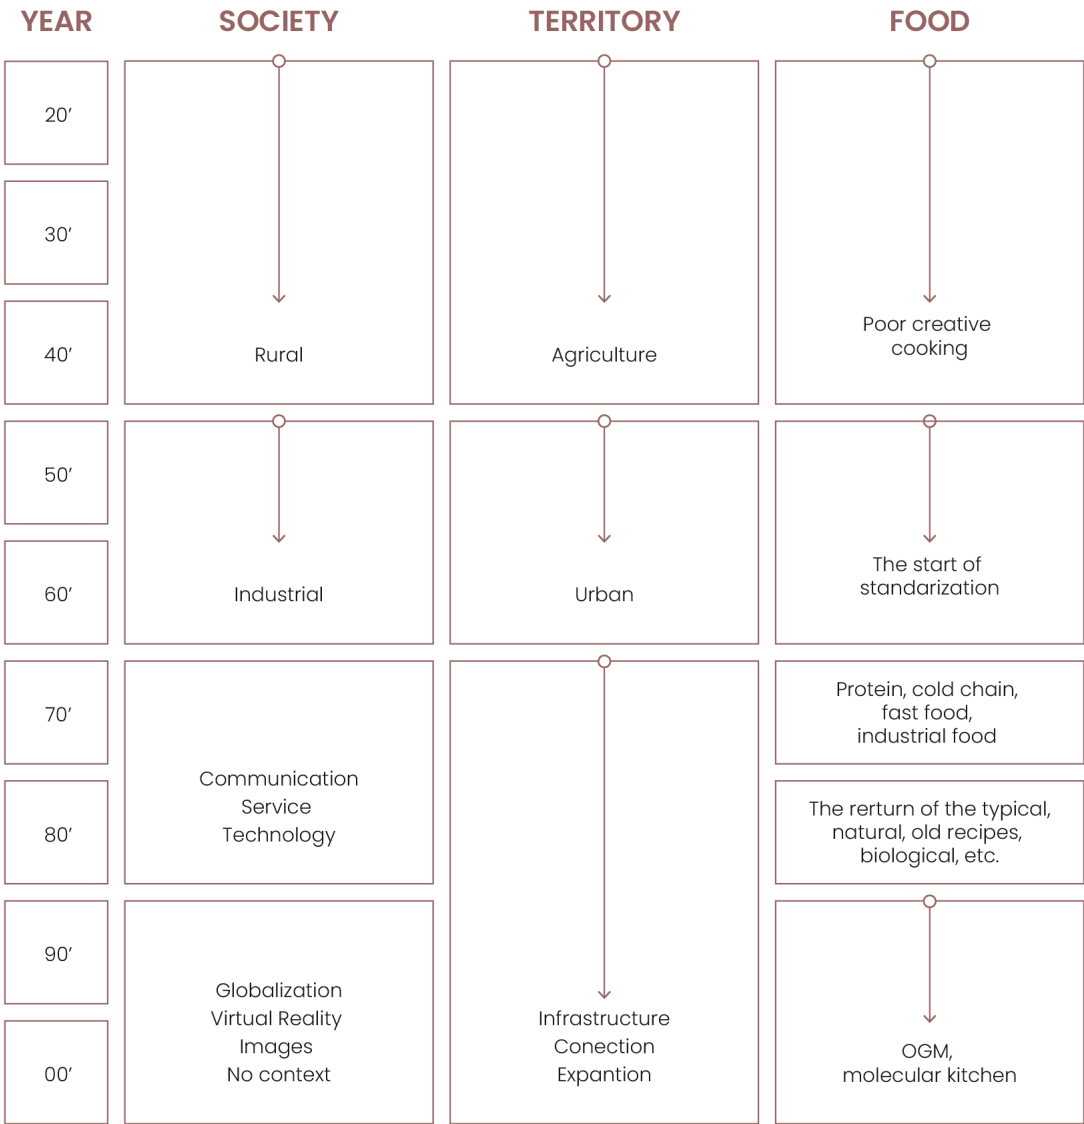 YEAR
SOCIETY
TERRITORY
FOOD
20’
30’
40’
Rural
Agriculture
Poor creative
cooking
50’
60’
Industrial
Urban
The start of
standarization
70’
Protein, cold chain,
fast food,
industrial food
80’
Communication
Service
Technology
The rerturn of the typical,
natural, old recipes,
biological, etc.
90’
00’
Globalization
Virtual Reality
Images
No context
Infrastructure
Conection
Expantion
OGM,
molecular kitchen